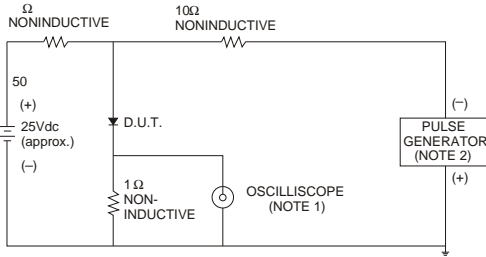 Ω
NONINDUCTIVE
10Ω
NONINDUCTIVE
50
(+)
25Vdc
(approx.)
(–)
D.U.T.
1Ω
NON-
INDUCTIVE
OSCILLISCOPE
(NOTE 1)
(–)
PULSE
GENERATOR
(NOTE 2)
(+)